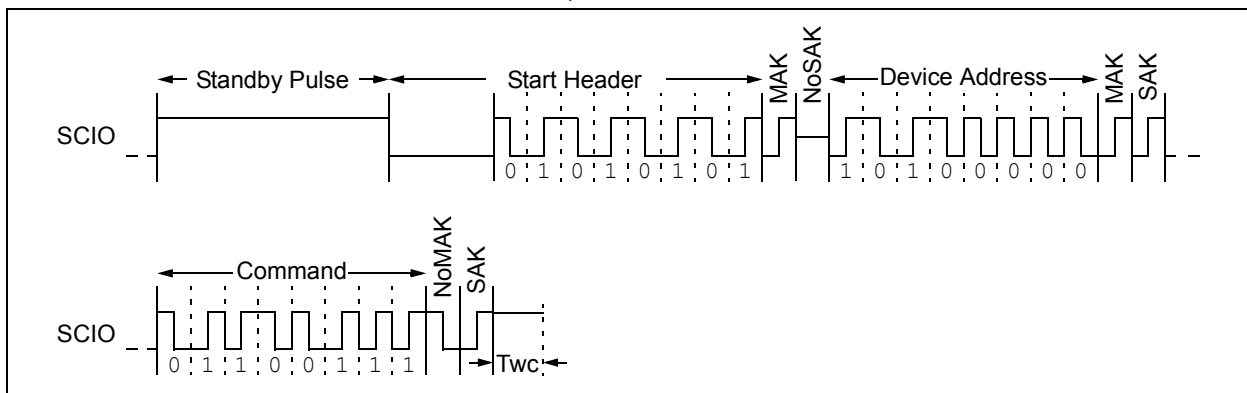 Standby Pulse Start Header MAK NoSAK Device Address MAK SAK
SCIO
0 1 0 1 0 1 0 1 1 0 1 0 0 0 0 0
Command NoMAK SAK
SCIO
0 1 1 0 0 1 1 1 Twc